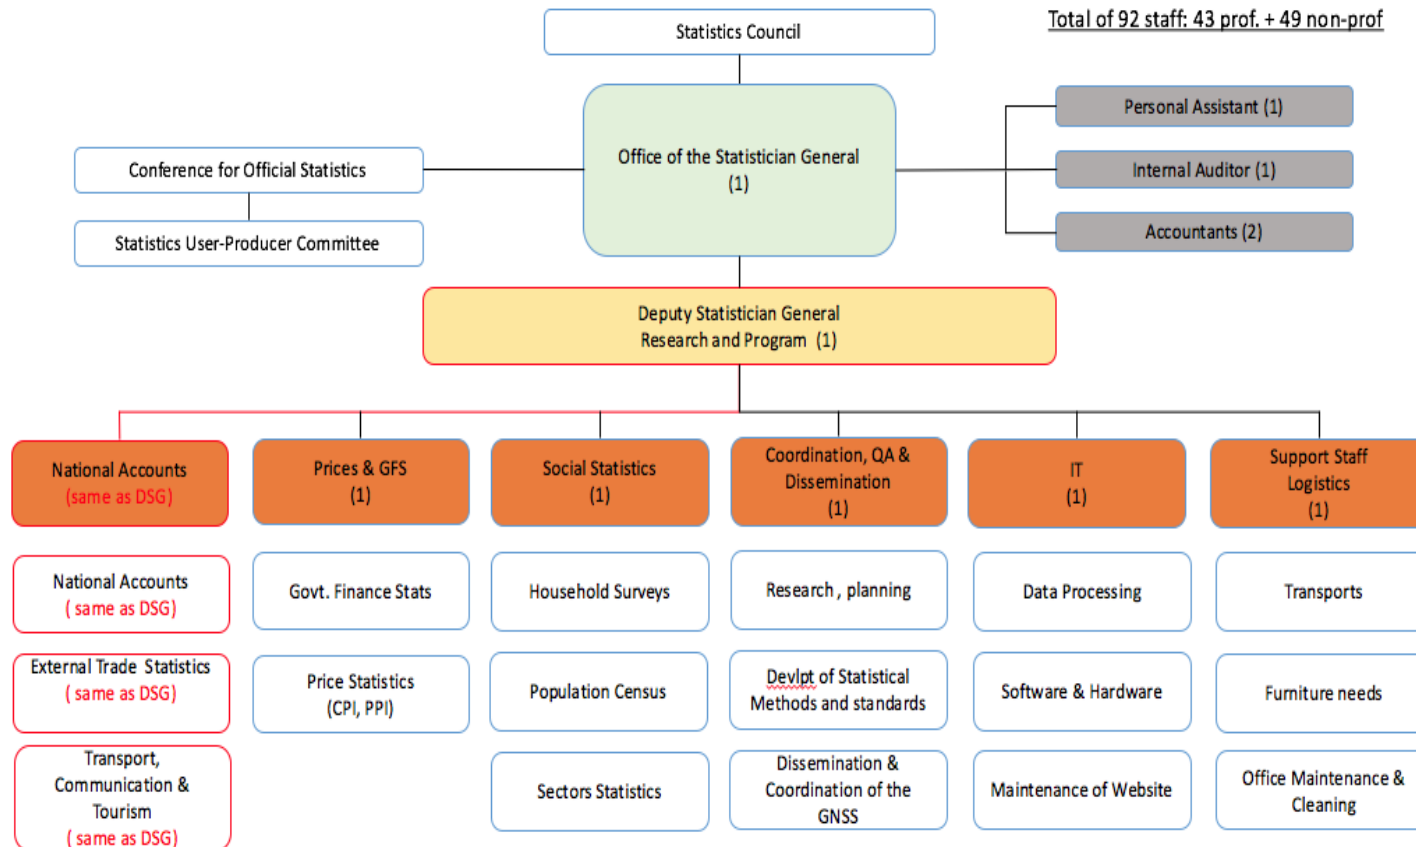 Statistics Council
Total of 92 staff: 43 prof. + 49 non-prof
Office of the Statistician General
(1)
Personal Assistant (1)
Internal Auditor (1)
Accountants (2)
Conference for Official Statistics
Statistics User-Producer Committee
Deputy Statistician General
Research and Program (1)
National Accounts
(same as DSG)
Prices & GFS
(1)
Social Statistics
(1)
Coordination, QA &
Dissemination
(1)
IT
(1)
Support Staff
Logistics
(1)
National Accounts
( same as DSG)
Govt. Finance Stats
Household Surveys
Research , planning
Data Processing
Transports
External Trade Statistics
( same as DSG)
Price Statistics
(CPI, PPI)
Population Census
Devlpt of Statistical
Methods and standards
Software & Hardware
Furniture needs
Transport,
Communication &
Tourism
( same as DSG)
Sectors Statistics
Dissemination &
Coordination of the
GNSS
Maintenance of Website
Office Maintenance &
Cleaning